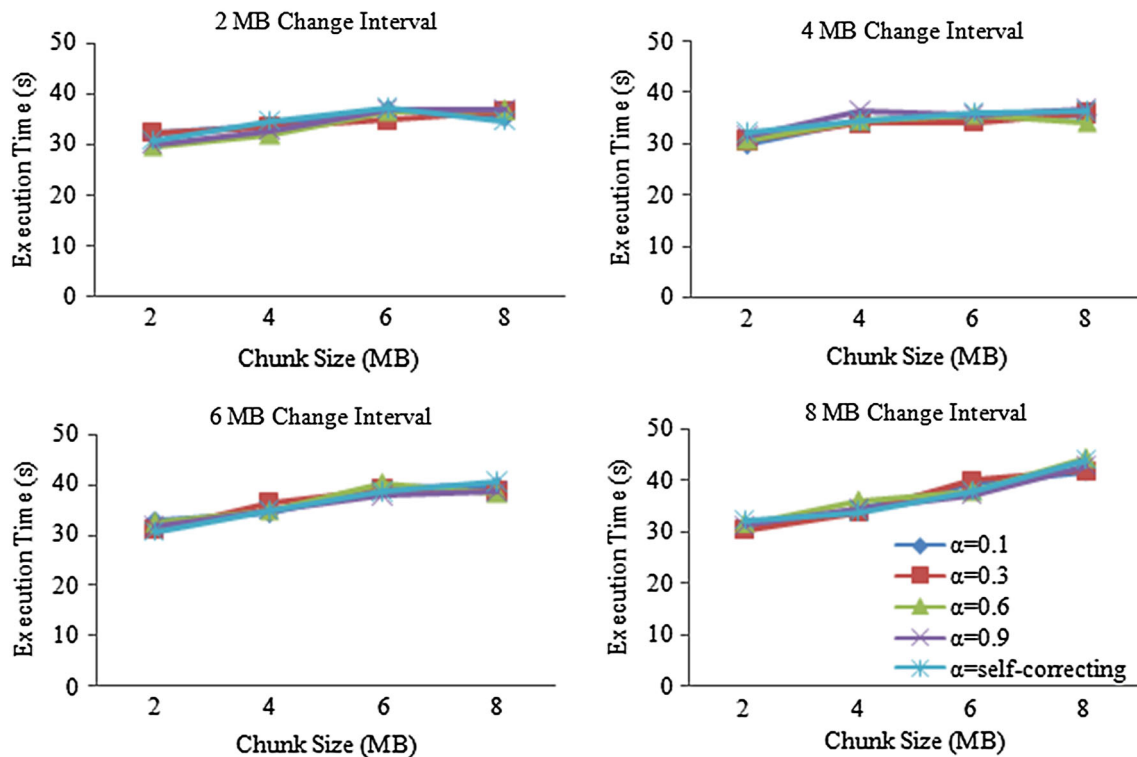 2 MB Change Interval
50
40
30
20
10
0
Execution Time (s)
2 4 6 8
Chunk Size (MB)
4 MB Change Interval
50
40
30
20
10
0
Execution Time (s)
2 4 6 8
Chunk Size (MB)
6 MB Change Interval
50
40
30
20
10
0
Execution Time (s)
2 4 6 8
Chunk Size (MB)
8 MB Change Interval
50
40
30
20
10
0
Execution Time (s)
α=0.1
α=0.3
α=0.6
α=0.9
α=self-correcting
2 4 6 8
Chunk Size (MB)